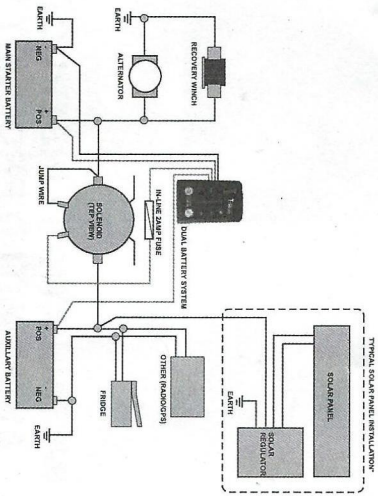 EARTH
NEG
-
POS
+
MAIN STARTER BATTERY
EARTH
ALTERNATOR
RECOVERY WINCH
JUMP WIRE
SOLENOID
(TEP VIEW)
IN-LINE 2AMP FUSE
DUAL BATTERY SYSTEM
+
POS
-
NEG
AUXILLARY BATTERY
EARTH
FRIDGE
OTHER (RADIO/GPS)
TYPICAL SOLAR PANEL INSTALLATION*
SOLAR PANEL
SOLAR
REGULATOR
EARTH